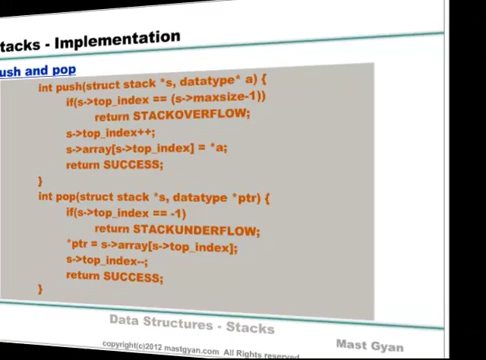 tacks - Implementation
ush and pop
int push(struct stack *s, datatype* a) {
if(s->top_index == (s->maxsize-1))
return STACKOVERFLOW;
s->top_index++;
s->array[s->top_index] = *a;
return SUCCESS;
}
int pop(struct stack *s, datatype *ptr) {
if(s->top_index == -1)
return STACKUNDERFLOW;
*ptr = s->array[s->top_index];
s->top_index--;
return SUCCESS;
}
Data Structures - Stacks
copyright(c)2012 mastgyan.com All Rights reserved
Mast Gyan